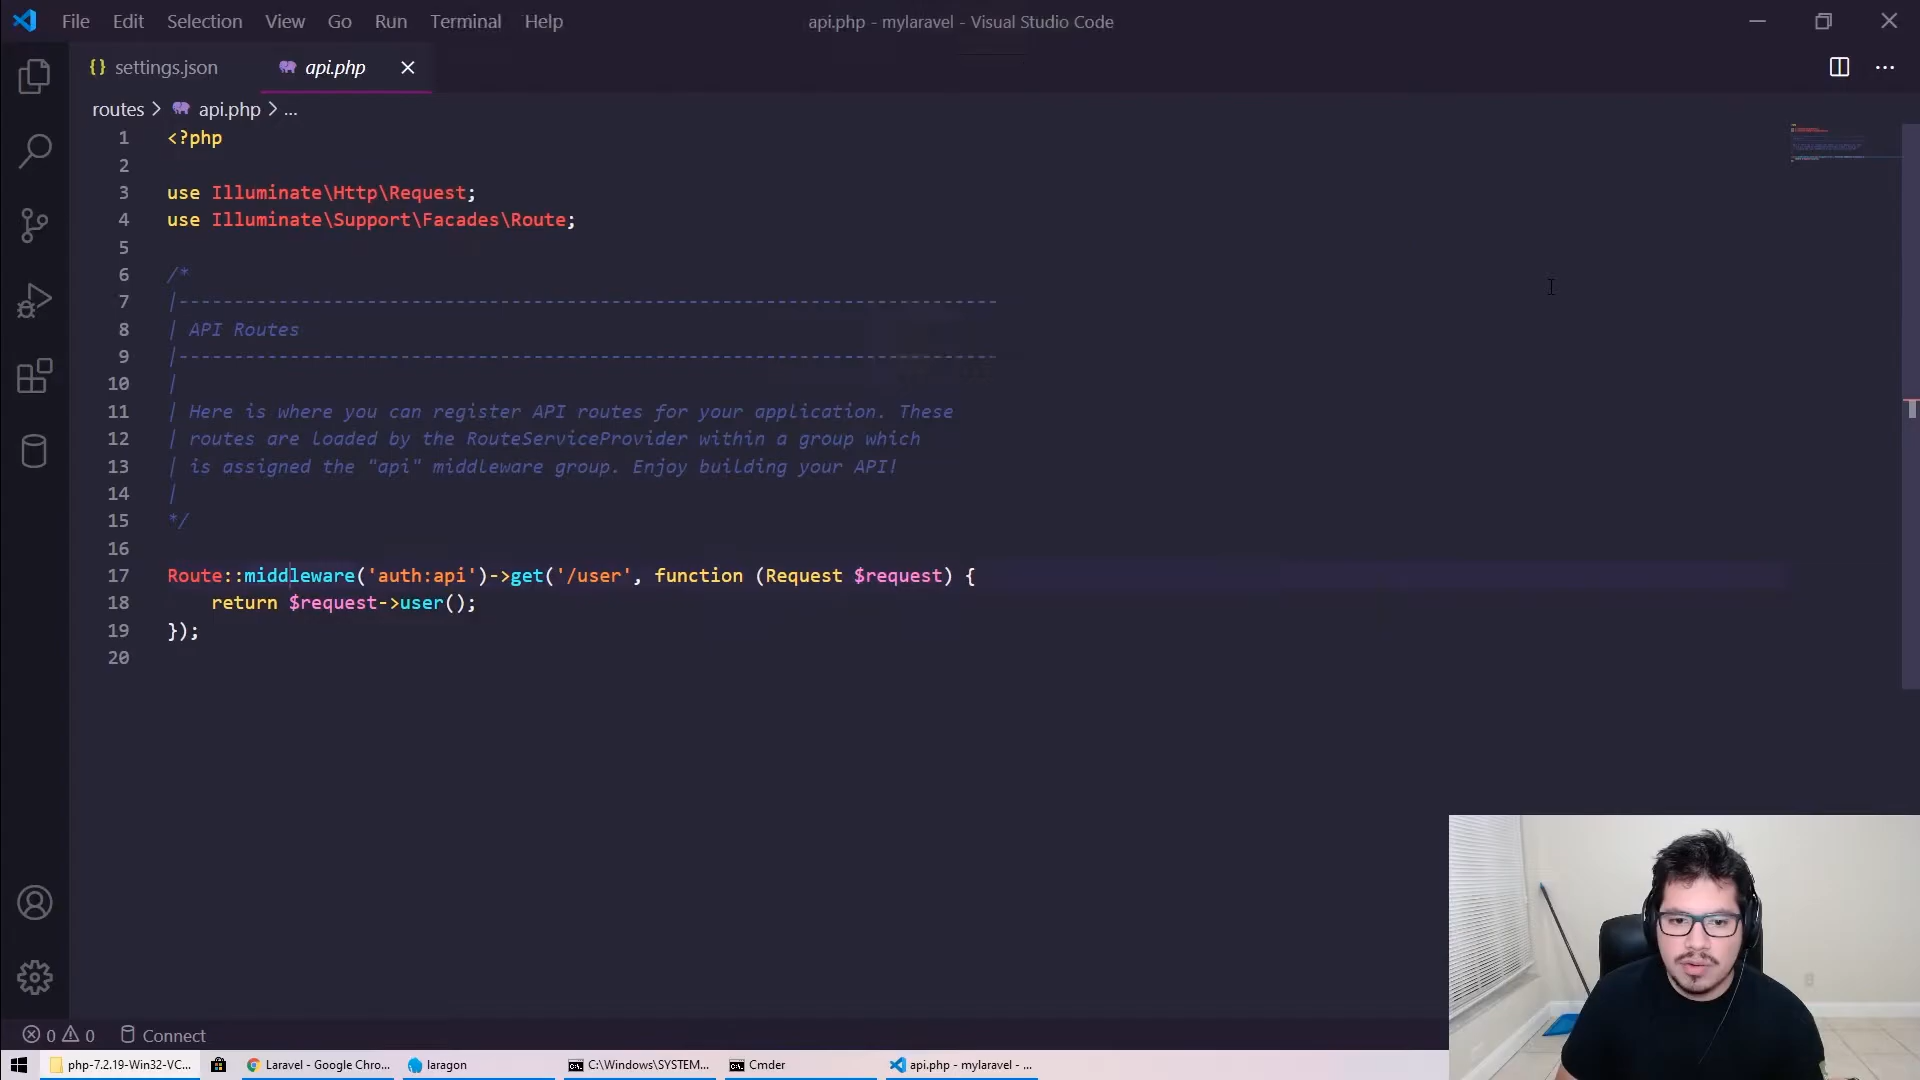 File Edit Selection View Go Run Terminal Help
api.php - mylaravel - Visual Studio Code
{} settings.json
api.php
routes > api.php > ...
1 <?php
2
3 use Illuminate\Http\Request;
4 use Illuminate\Support\Facades\Route;
5
6 /*
7 |--------------------------------------------------------------------------
8 | API Routes
9 |--------------------------------------------------------------------------
10 |
11 | Here is where you can register API routes for your application. These
12 | routes are loaded by the RouteServiceProvider within a group which
13 | is assigned the "api" middleware group. Enjoy building your API!
14 |
15 */
16
17 Route::middleware('auth:api')->get('/user', function (Request $request) {
18     return $request->user();
19 });
20
0 0 Connect
php-7.2.19-Win32-VC...
Laravel - Google Chro...
laragon
C:\Windows\SYSTEM...
Cmder
api.php - mylaravel - ...